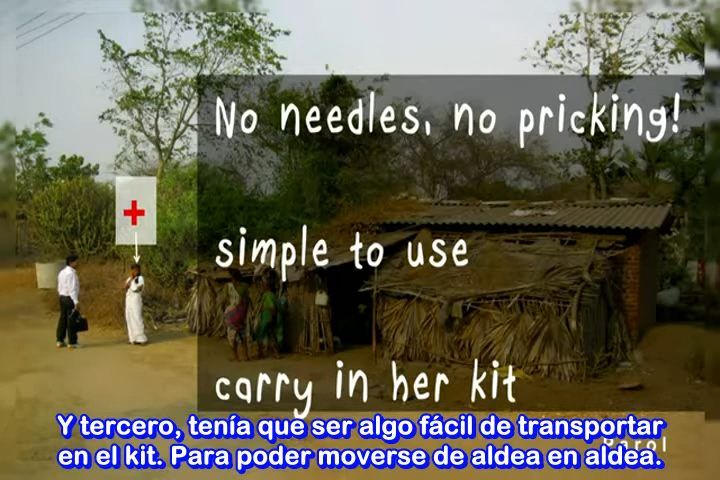 No needles, no pricking!
simple to use
carry in her kit
Y tercero, tenía que ser algo fácil de transportar
en el kit. Para poder moverse de aldea en aldea.